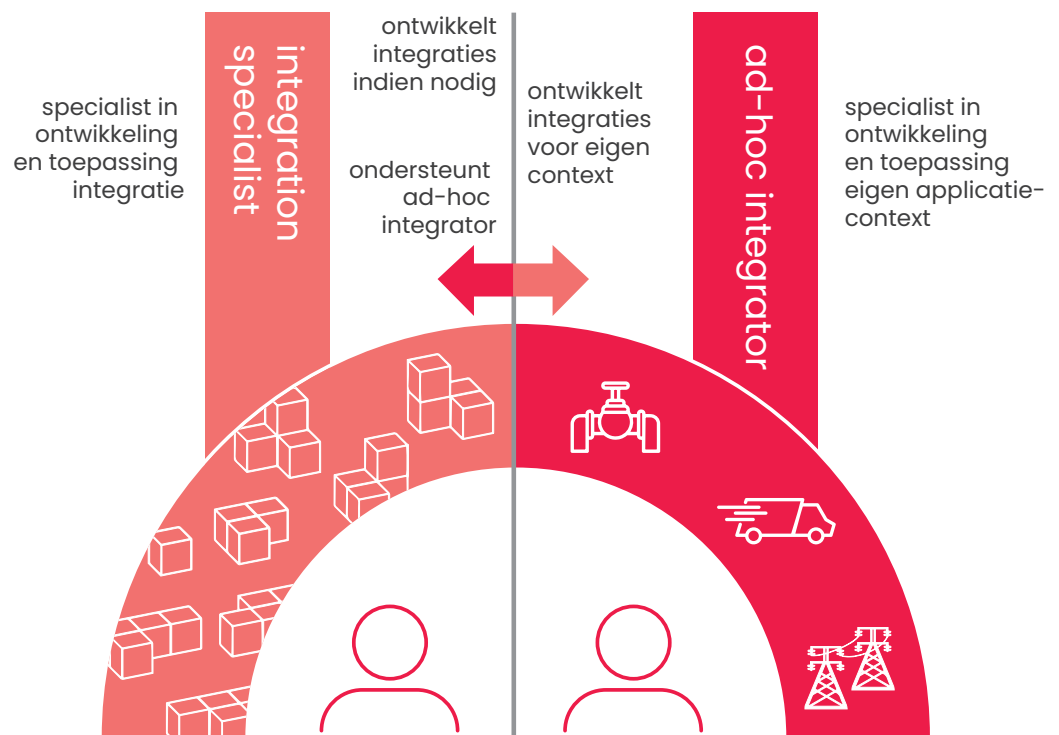 specialist in
ontwikkeling
en toepassing
integratie
integration
specialist
ontwikkelt
integraties
indien nodig
ondersteunt
ad-hoc
integrator
ontwikkelt
integraties
voor eigen
context
ad-hoc integrator
specialist in
ontwikkeling
en toepassing
eigen applicatie-
context